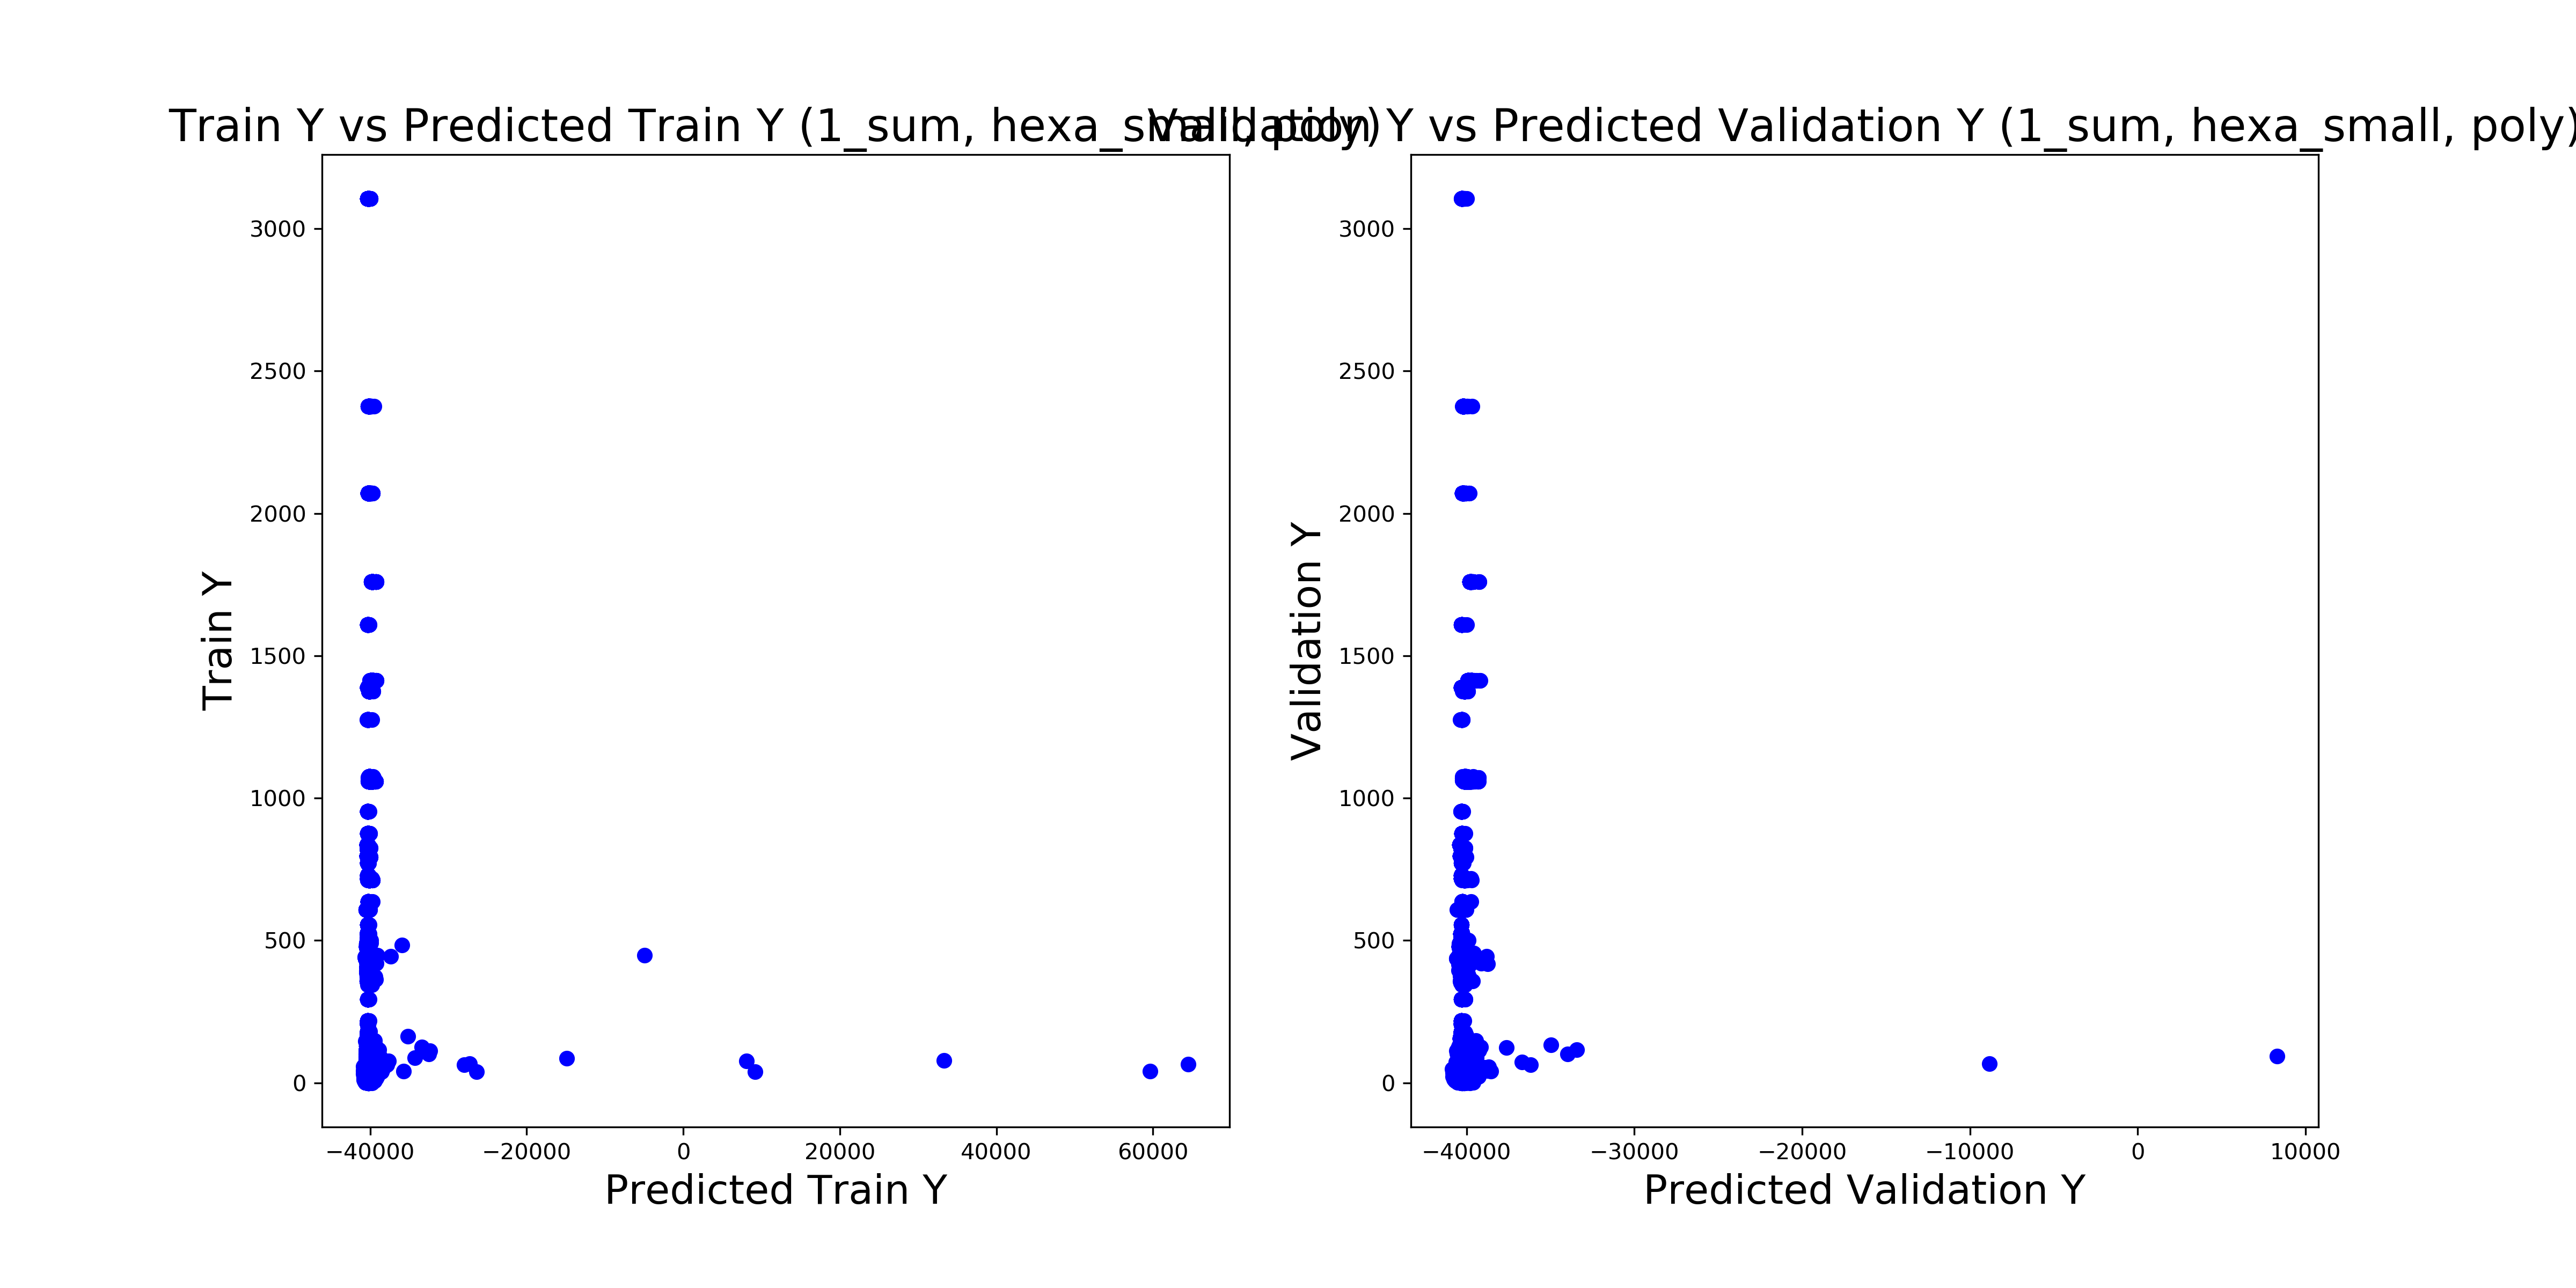 Train Y vs Predicted Train Y (1_sum, hexa_small, poly)
Validation Y vs Predicted Validation Y (1_sum, hexa_small, poly)
3000
2500
2000
1500
1000
500
0
Train Y
−40000 −20000 0 20000 40000 60000
Predicted Train Y
3000
2500
2000
1500
1000
500
0
Validation Y
−40000 −30000 −20000 −10000 0 10000
Predicted Validation Y